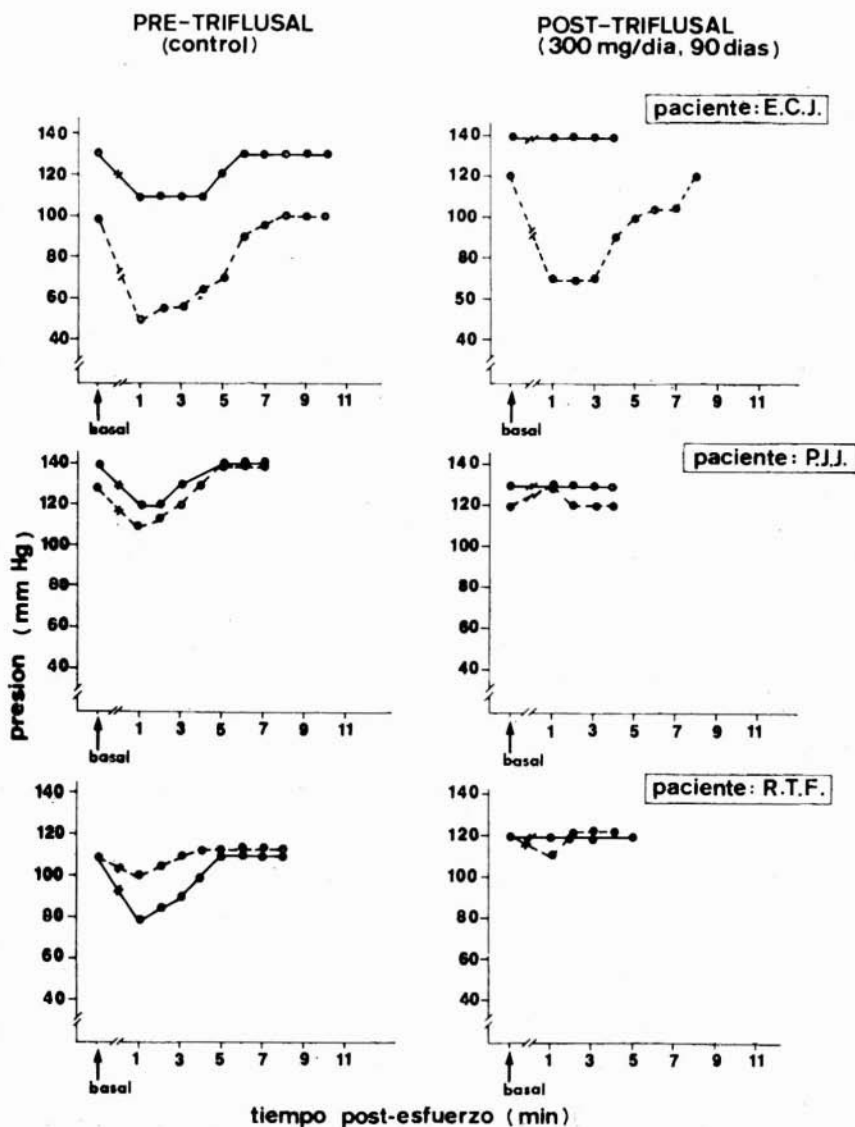 PRE-TRIFLUSAL
(control)
POST-TRIFLUSAL
(300 mg/dia, 90 dias)
paciente: E.C.J.
140
120
100
80
60
40
1 3 5 7 9 11
basal
140
120
100
80
50
40
1 3 5 7 9 11
basal
paciente: P.J.J.
140
120
100
80
60
40
1 3 5 7 9 11
basal
140
120
100
80
60
40
1 3 5 7 9 11
basal
presion (mm Hg)
paciente: R.T.F.
140
120
100
80
60
40
1 3 5 7 9 11
basal
140
120
100
80
60
40
1 3 5 7 9 11
basal
tiempo post-esfuerzo (min)